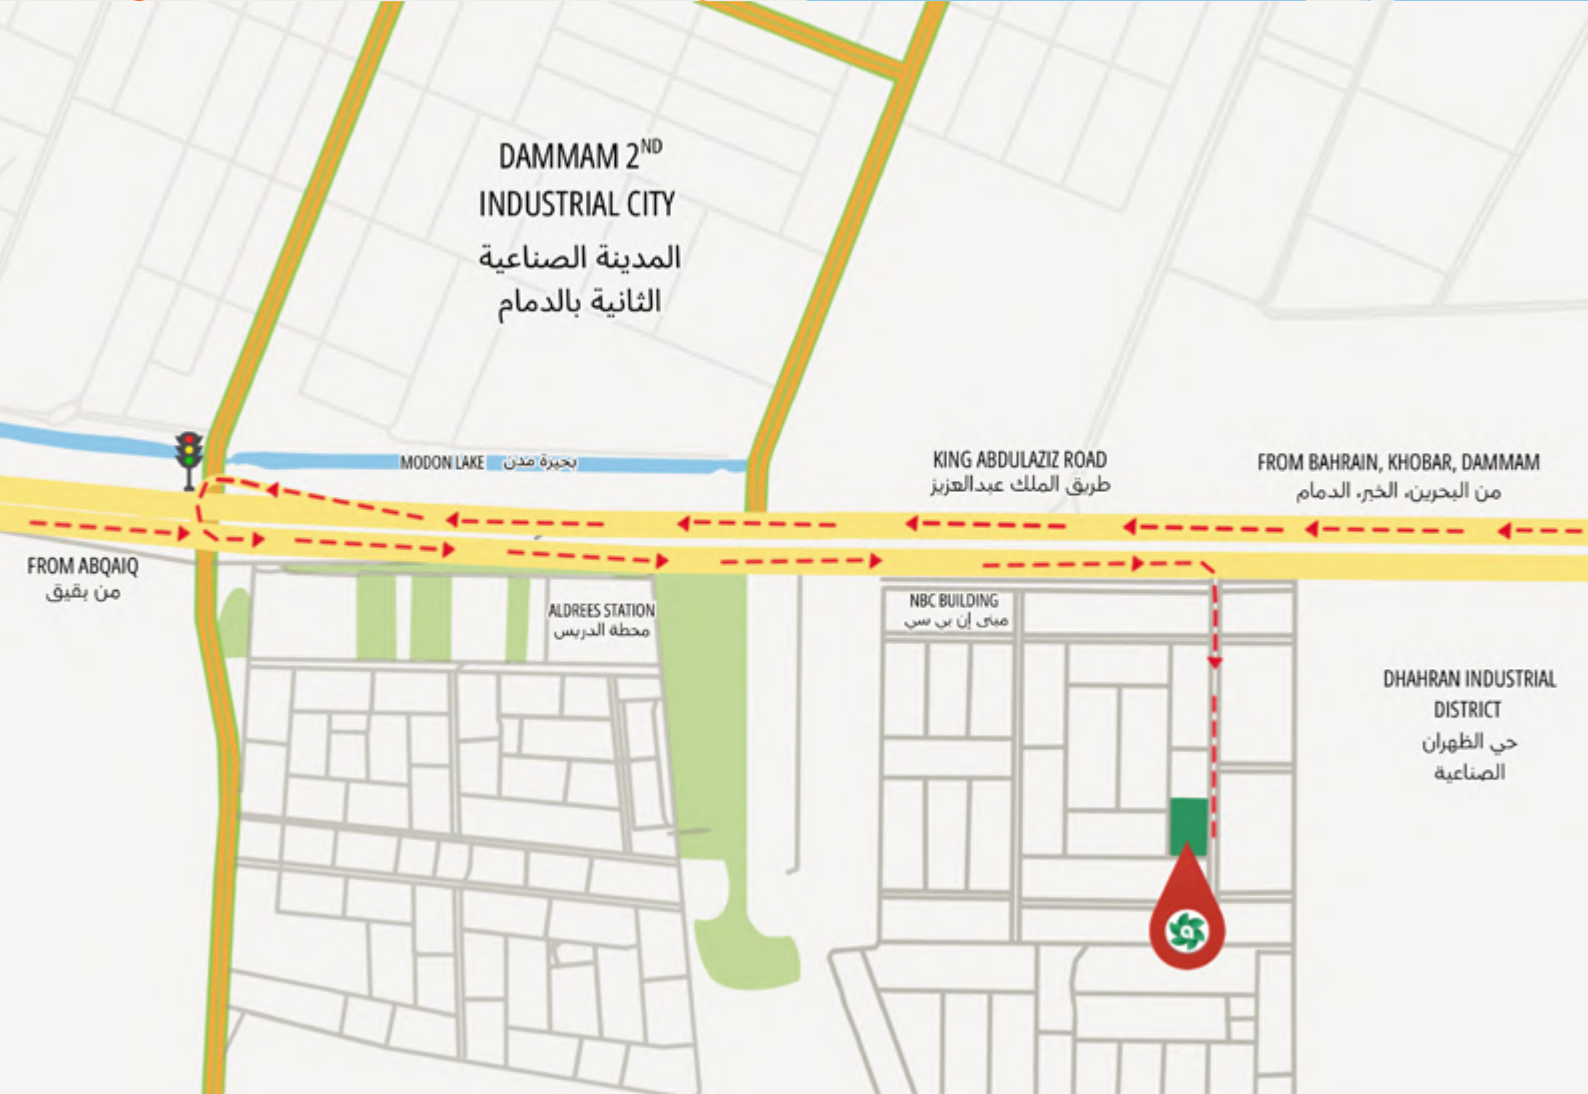 DAMMAM 2ND
INDUSTRIAL CITY
المدينة الصناعية
الثانية بالدمام
MODON LAKE بحيرة مدن
KING ABDULAZIZ ROAD
طريق الملك عبدالعزيز
FROM BAHRAIN, KHOBAR, DAMMAM
من البحرين، الخبر، الدمام
FROM ABQAIQ
من بقيق
ALDREES STATION
محطة الدريس
NBC BUILDING
مبنى إن بي سي
DHAHRAN INDUSTRIAL
DISTRICT
حي الظهران
الصناعية
a